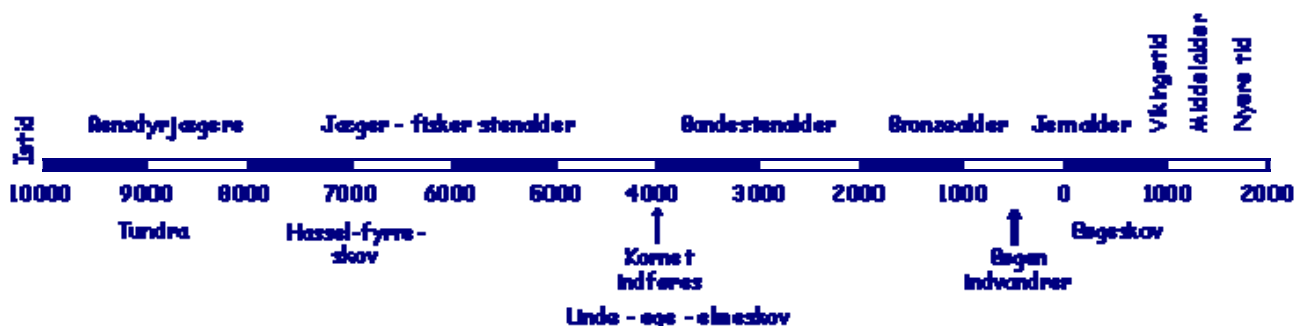 Istid
Rensdyrjægere
Jæger - fisker stenalder
Bondestenalder
Bronzealder
Jernalder
Vikingetid
Middelalder
Nyere tid
10000 9000 8000 7000 6000 5000 4000 3000 2000 1000 0 1000 2000
Tundra
Hassel-fyrre-
skov
Kornet
indføres
Bøgen
indvandrer
Bøgeskov
Linde - ege - elmeskov